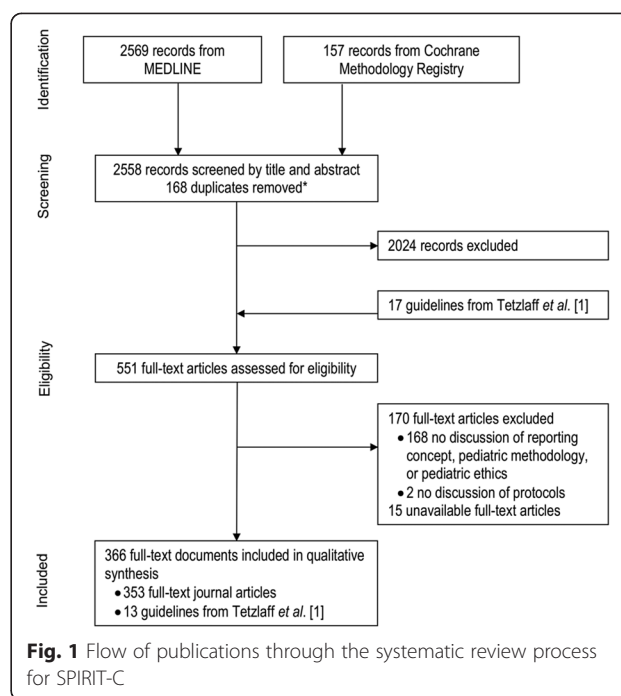 Identification
2569 records from
MEDLINE
157 records from Cochrane
Methodology Registry
Screening
2558 records screened by title and abstract
168 duplicates removed*
2024 records excluded
17 guidelines from Tetzlaff et al. [1]
Eligibility
551 full-text articles assessed for eligibility
170 full-text articles excluded
• 168 no discussion of reporting
concept, pediatric methodology,
or pediatric ethics
• 2 no discussion of protocols
15 unavailable full-text articles
Included
366 full-text documents included in qualitative
synthesis
• 353 full-text journal articles
• 13 guidelines from Tetzlaff et al. [1]
Fig. 1 Flow of publications through the systematic review process
for SPIRIT-C